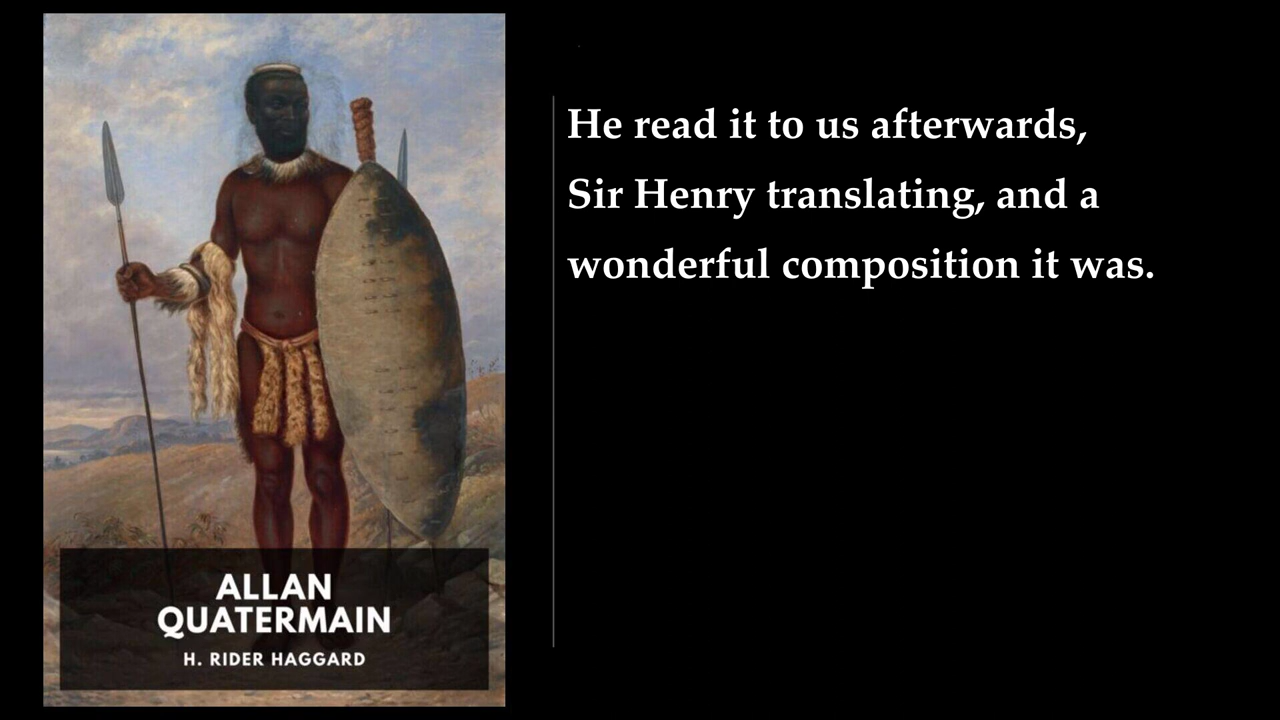 He read it to us afterwards,
Sir Henry translating, and a
wonderful composition it was.
ALLAN
QUATERMAIN
H. RIDER HAGGARD